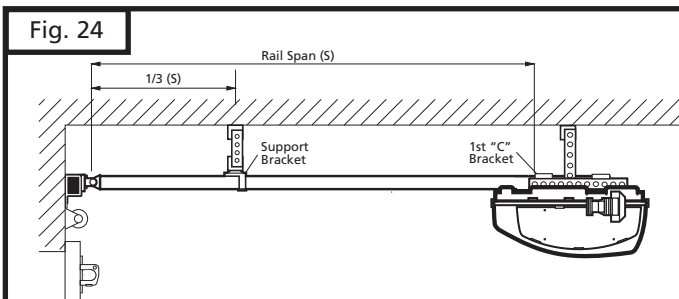 Fig. 24
Rail Span (S)
1/3 (S)
Support
Bracket
1st “C”
Bracket